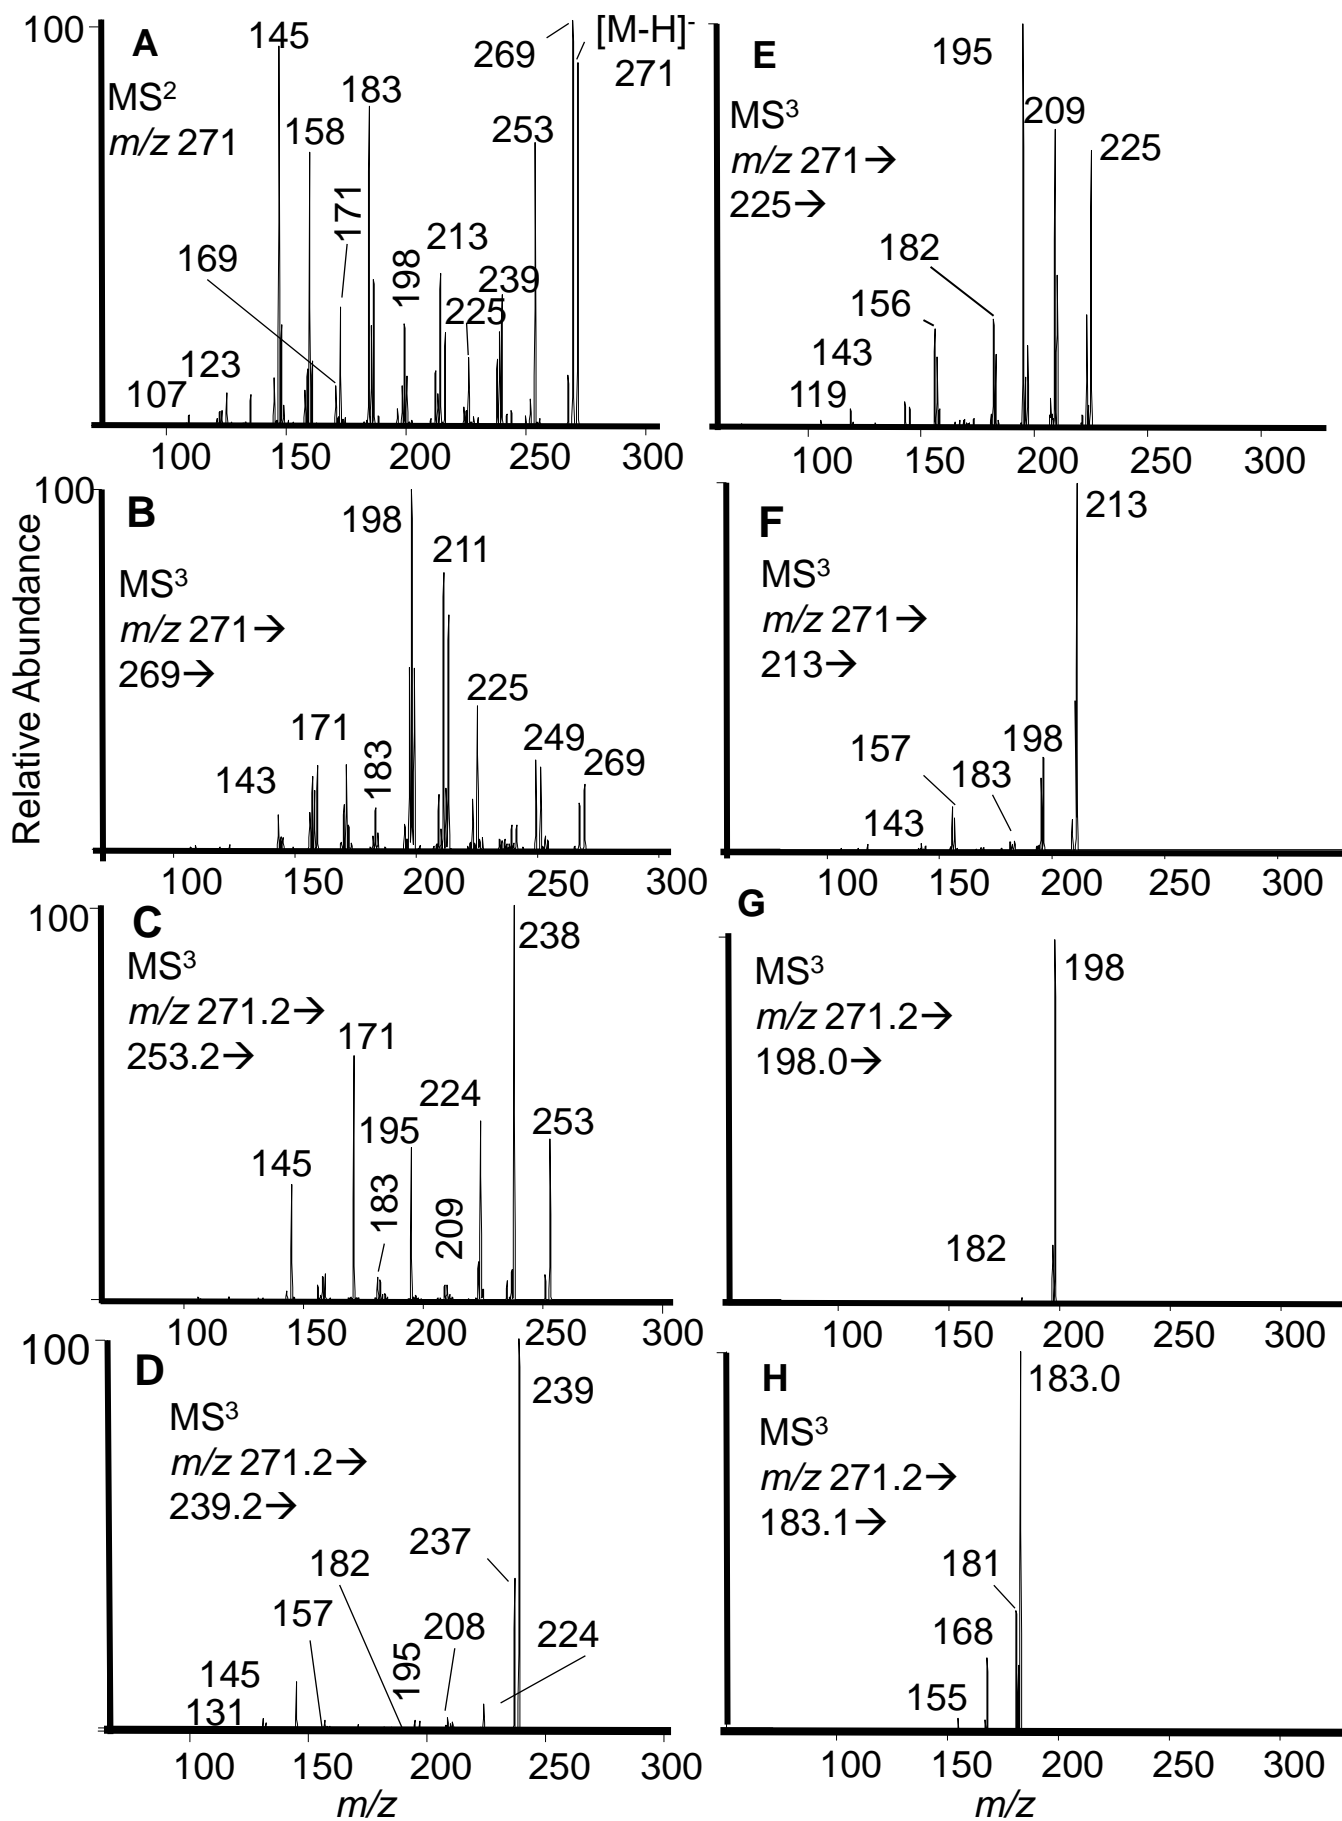 Relative Abundance
100
A
MS²
m/z 271
145
158
183
171
169
198
213
225
239
253
269
[M-H]⁻
271
123
107
100 150 200 250 300
E
MS³
m/z 271→
225→
195
209
225
182
156
143
119
100 150 200 250 300
100
B
MS³
m/z 271→
269→
198
211
225
171
183
249
269
143
100 150 200 250 300
F
MS³
m/z 271→
213→
213
157
183
198
143
100 150 200 250 300
100
C
MS³
m/z 271.2→
253.2→
238
171
224
195
253
145
183
209
100 150 200 250 300
G
MS³
m/z 271.2→
198.0→
198
182
100 150 200 250 300
100
D
MS³
m/z 271.2→
239.2→
239
237
182
157
208
195
224
145
131
100 150 200 250 300
m/z
H
MS³
m/z 271.2→
183.1→
183.0
181
168
155
100 150 200 250 300
m/z